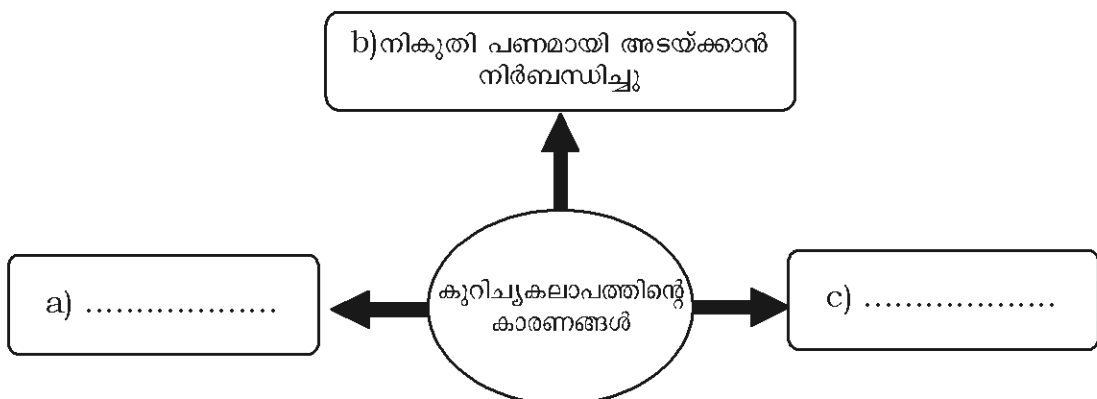 b)നികുതി പണമായി അടയ്ക്കാൻ
നിർബന്ധിച്ചു
a) ...................
കുറിച്യകലാപത്തിന്റെ
കാരണങ്ങൾ
c) ...................